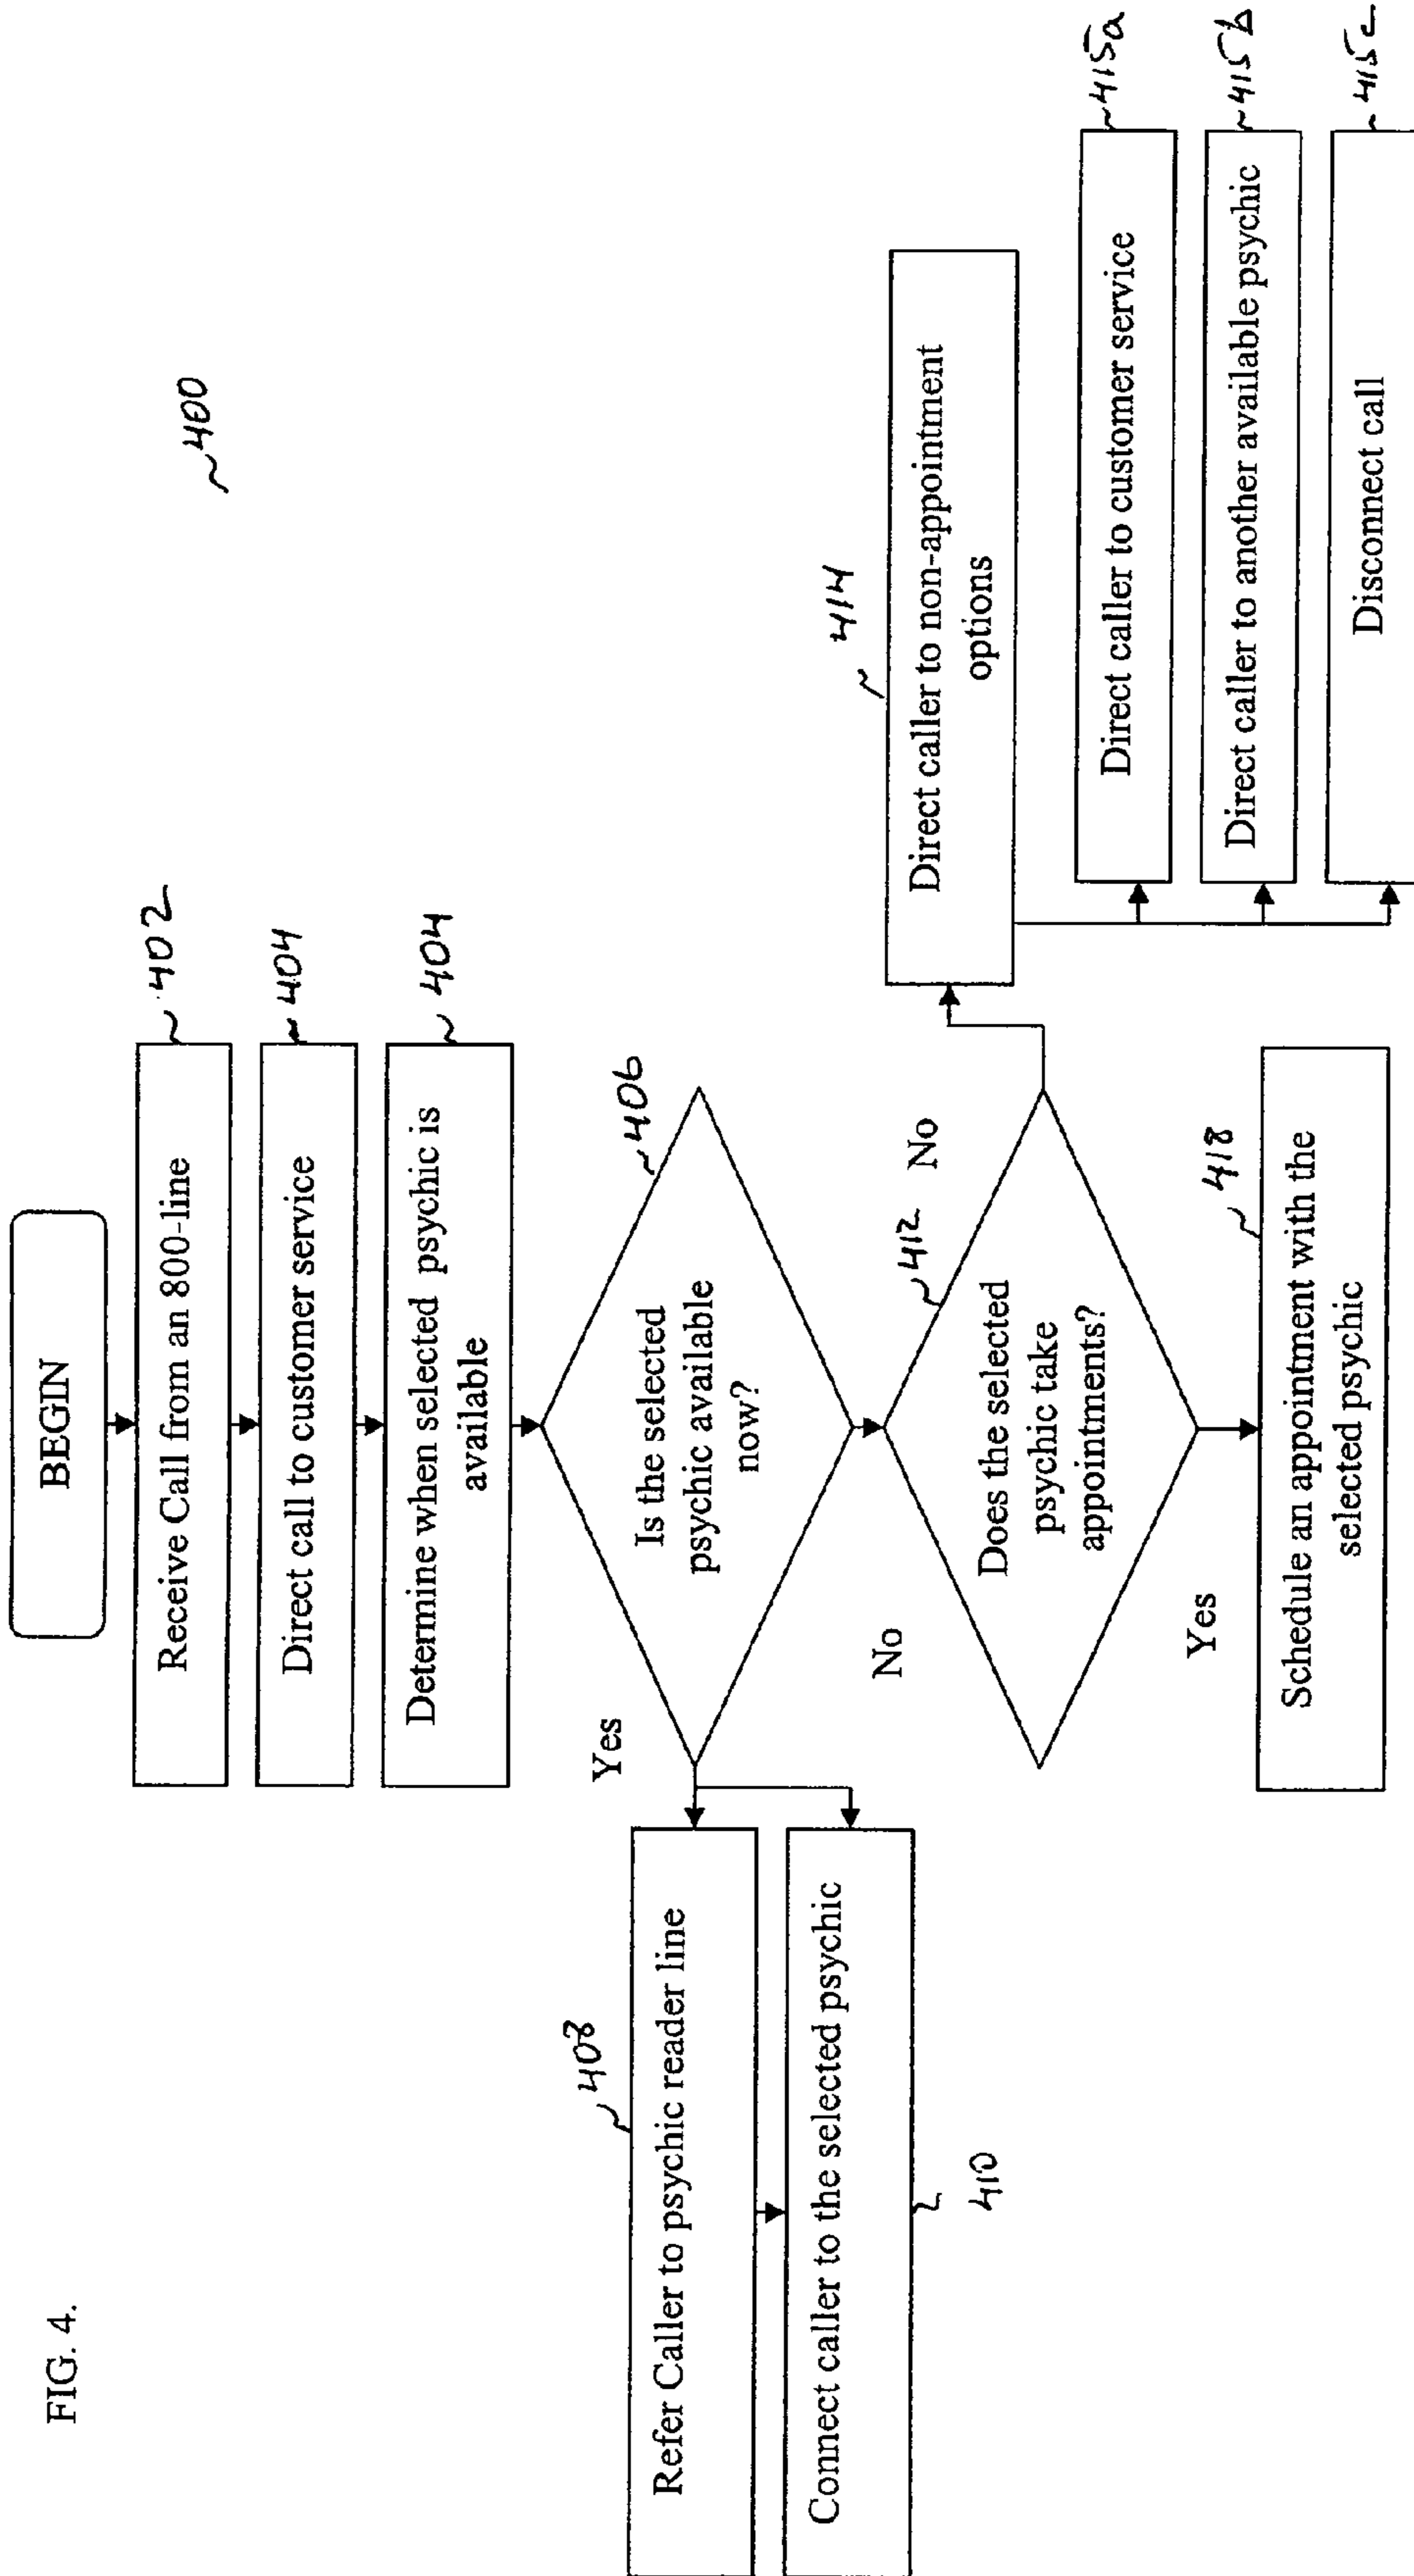 FIG. 4.
400
BEGIN
Receive Call from an 800-line
402
Direct call to customer service
404
Determine when selected psychic is
available
404
Is the selected
psychic available
now?
406
Yes
No
Refer Caller to psychic reader line
408
Connect caller to the selected psychic
410
Does the selected
psychic take
appointments?
412
No
Yes
Direct caller to non-appointment
options
414
Direct caller to customer service
415a
Direct caller to another available psychic
415b
Disconnect call
415c
Schedule an appointment with the
selected psychic
418